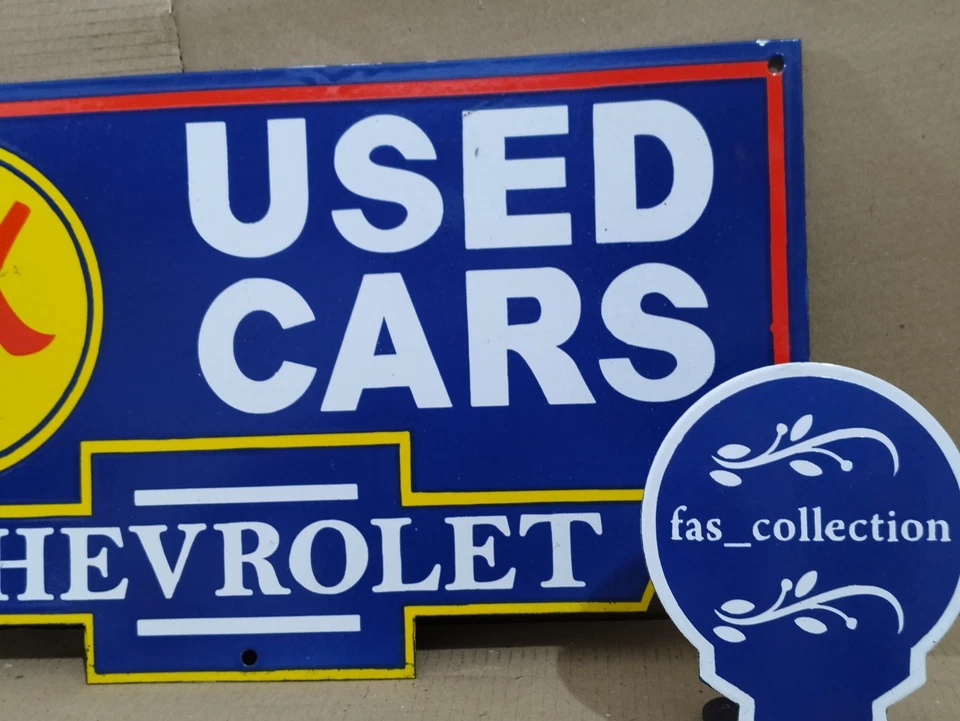 K
USED
CARS
HEVROLET
fas_collection